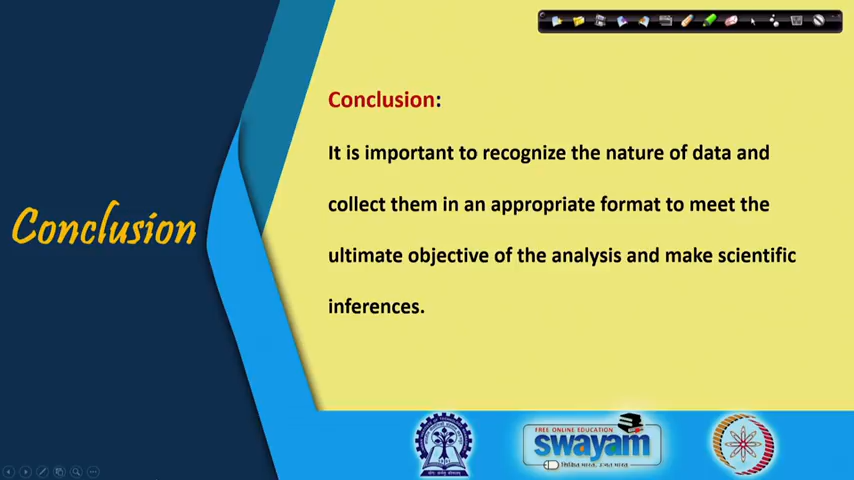 Conclusion
Conclusion:
It is important to recognize the nature of data and
collect them in an appropriate format to meet the
ultimate objective of the analysis and make scientific
inferences.
FREE ONLINE EDUCATION
swayam